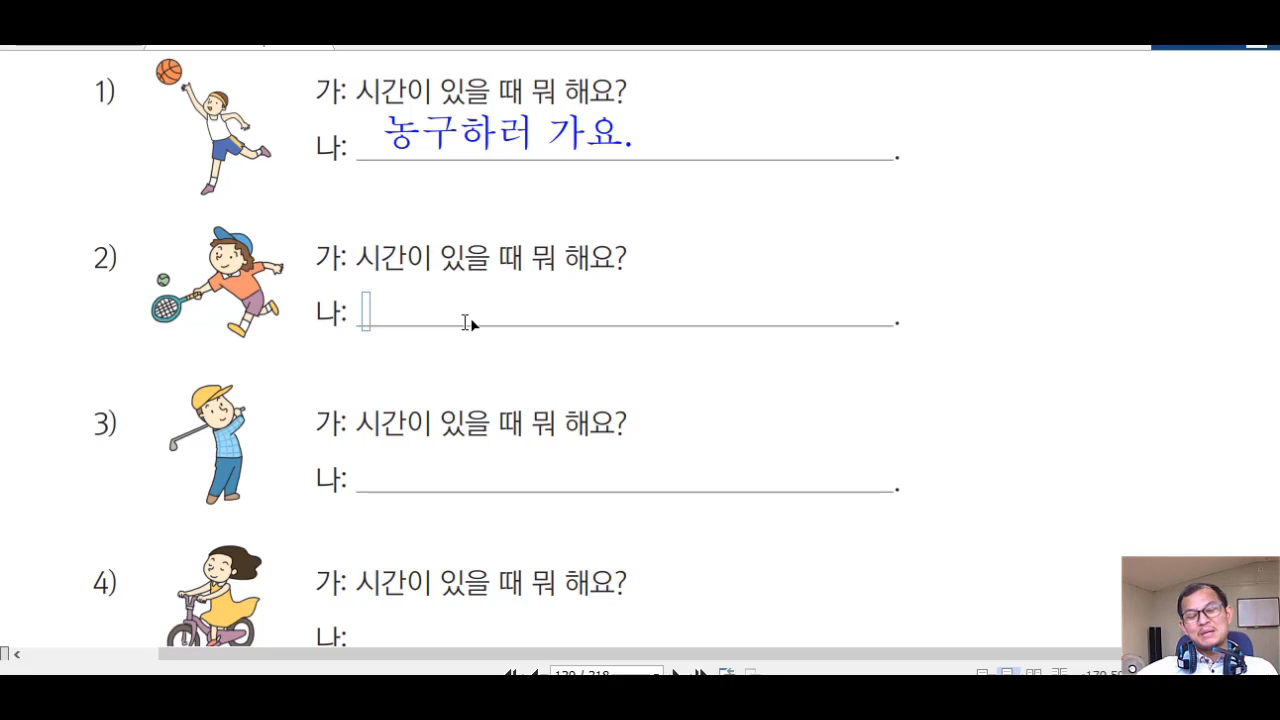 1)
가: 시간이 있을 때 뭐 해요?
농구하러 가요.
나: .
2)
가: 시간이 있을 때 뭐 해요?
나: .
3)
가: 시간이 있을 때 뭐 해요?
나: .
4)
가: 시간이 있을 때 뭐 해요?
나: